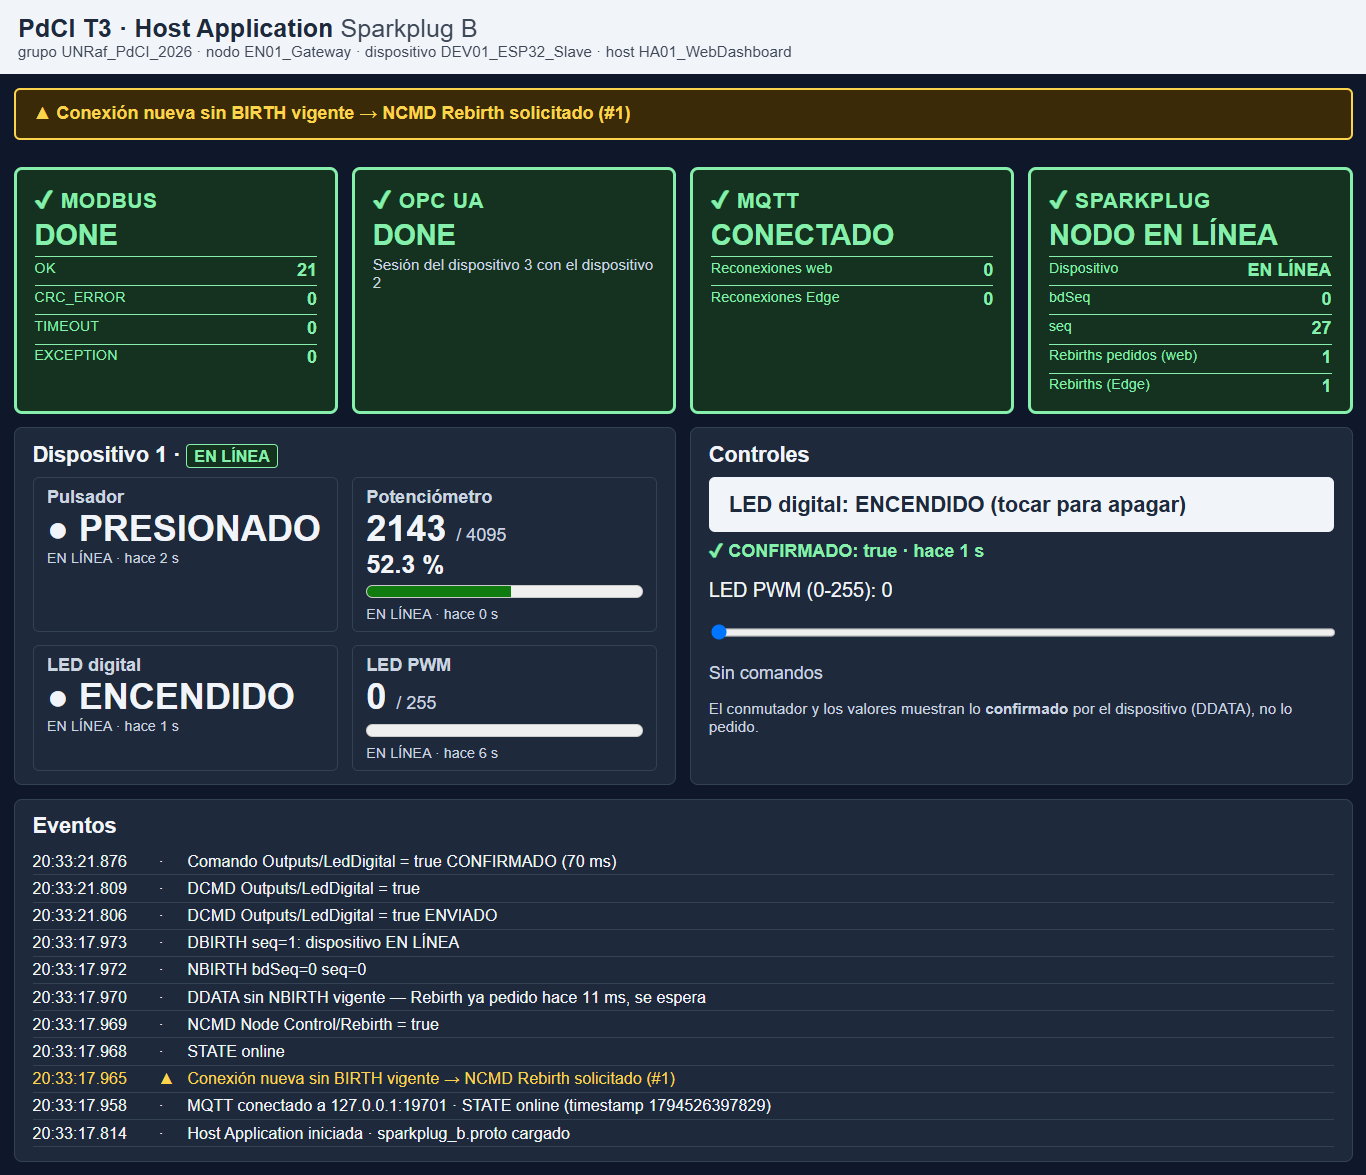 PdCI T3 · Host Application Sparkplug B
grupo UNRaf_PdCI_2026 · nodo EN01_Gateway · dispositivo DEV01_ESP32_Slave · host HA01_WebDashboard
▲ Conexión nueva sin BIRTH vigente → NCMD Rebirth solicitado (#1)
✔ MODBUS
DONE
OK 21
CRC_ERROR 0
TIMEOUT 0
EXCEPTION 0
✔ OPC UA
DONE
Sesión del dispositivo 3 con el dispositivo
2
✔ MQTT
CONECTADO
Reconexiones web 0
Reconexiones Edge 0
✔ SPARKPLUG
NODO EN LÍNEA
Dispositivo EN LÍNEA
bdSeq 0
seq 27
Rebirths pedidos (web) 1
Rebirths (Edge) 1
Dispositivo 1 · EN LÍNEA
Pulsador
● PRESIONADO
EN LÍNEA · hace 2 s
Potenciómetro
2143 / 4095
52.3 %
EN LÍNEA · hace 0 s
LED digital
● ENCENDIDO
EN LÍNEA · hace 1 s
LED PWM
0 / 255
EN LÍNEA · hace 6 s
Controles
LED digital: ENCENDIDO (tocar para apagar)
✔ CONFIRMADO: true · hace 1 s
LED PWM (0-255): 0
Sin comandos
El conmutador y los valores muestran lo confirmado por el dispositivo (DDATA), no lo
pedido.
Eventos
20:33:21.876 · Comando Outputs/LedDigital = true CONFIRMADO (70 ms)
20:33:21.809 · DCMD Outputs/LedDigital = true
20:33:21.806 · DCMD Outputs/LedDigital = true ENVIADO
20:33:17.973 · DBIRTH seq=1: dispositivo EN LÍNEA
20:33:17.972 · NBIRTH bdSeq=0 seq=0
20:33:17.970 · DDATA sin NBIRTH vigente — Rebirth ya pedido hace 11 ms, se espera
20:33:17.969 · NCMD Node Control/Rebirth = true
20:33:17.968 · STATE online
20:33:17.965 ▲ Conexión nueva sin BIRTH vigente → NCMD Rebirth solicitado (#1)
20:33:17.958 · MQTT conectado a 127.0.0.1:19701 · STATE online (timestamp 1794526397829)
20:33:17.814 · Host Application iniciada · sparkplug_b.proto cargado